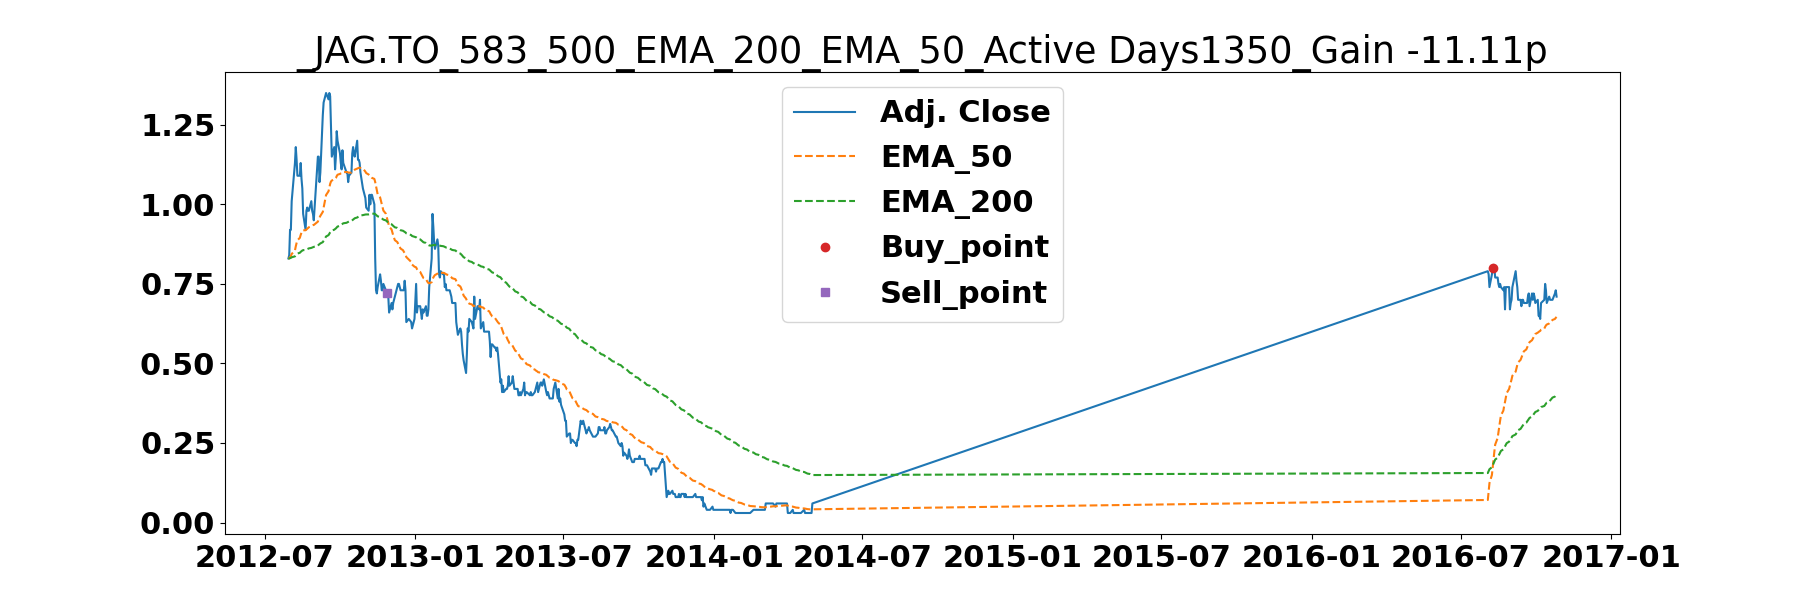 _JAG.TO_583_500_EMA_200_EMA_50_Active Days1350_Gain -11.11p
Adj. Close
EMA_50
EMA_200
Buy_point
Sell_point
1.25
1.00
0.75
0.50
0.25
0.00
2012-07 2013-01 2013-07 2014-01 2014-07 2015-01 2015-07 2016-01 2016-07 2017-01